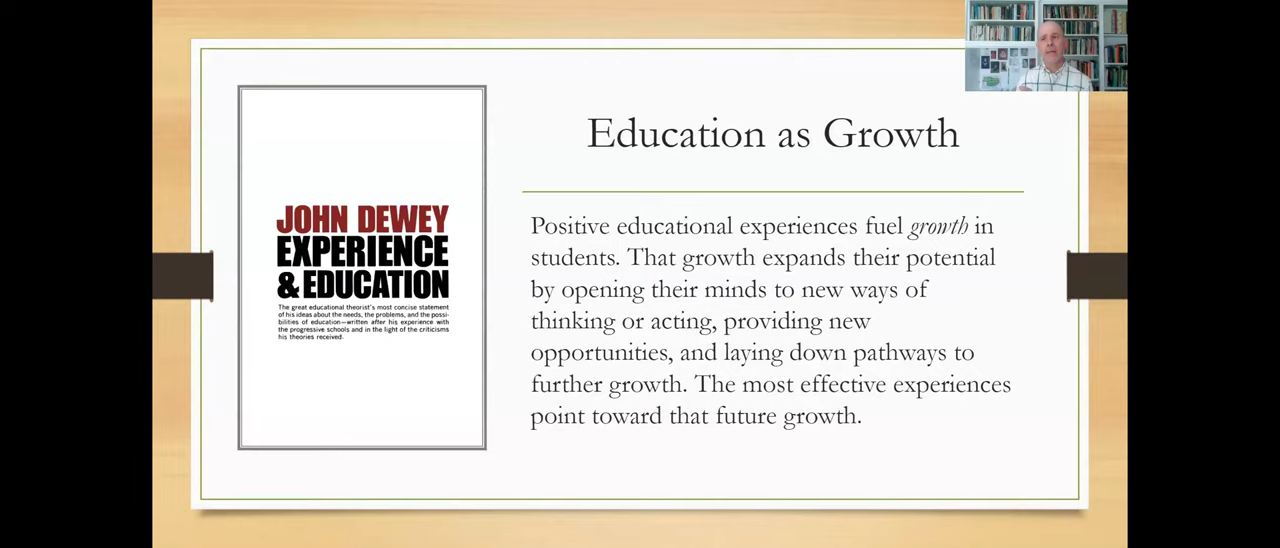 JOHN DEWEY
EXPERIENCE
& EDUCATION
The great educational theorist's most concise statement
of his ideas about the needs, the problems, and the possi-
bilities of education—written after his experience with
the progressive schools and in the light of the criticisms
his theories received.
Education as Growth
Positive educational experiences fuel growth in
students. That growth expands their potential
by opening their minds to new ways of
thinking or acting, providing new
opportunities, and laying down pathways to
further growth. The most effective experiences
point toward that future growth.